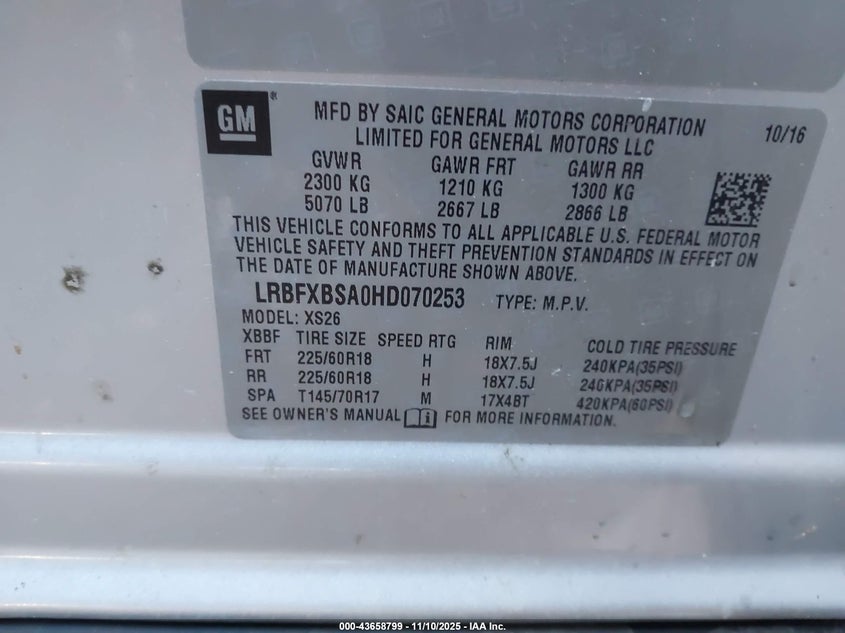 GM®
MFD BY SAIC GENERAL MOTORS CORPORATION
LIMITED FOR GENERAL MOTORS LLC
10/16
GVWR GAWR FRT GAWR RR
2300 KG 1210 KG 1300 KG
5070 LB 2667 LB 2866 LB
THIS VEHICLE CONFORMS TO ALL APPLICABLE U.S. FEDERAL MOTOR
VEHICLE SAFETY AND THEFT PREVENTION STANDARDS IN EFFECT ON
THE DATE OF MANUFACTURE SHOWN ABOVE.
LRBFXBSA0HD070253 TYPE: M.P.V.
MODEL: XS26
XBBF TIRE SIZE SPEED RTG RIM COLD TIRE PRESSURE
FRT 225/60R18 H 18X7.5J 240KPA(35PSI)
RR 225/60R18 H 18X7.5J 240KPA(35PSI)
SPA T145/70R17 M 17X4BT 420KPA(60PSI)
SEE OWNER'S MANUAL FOR MORE INFORMATION.
000-43658799 — 11/10/2025 — IAA Inc.